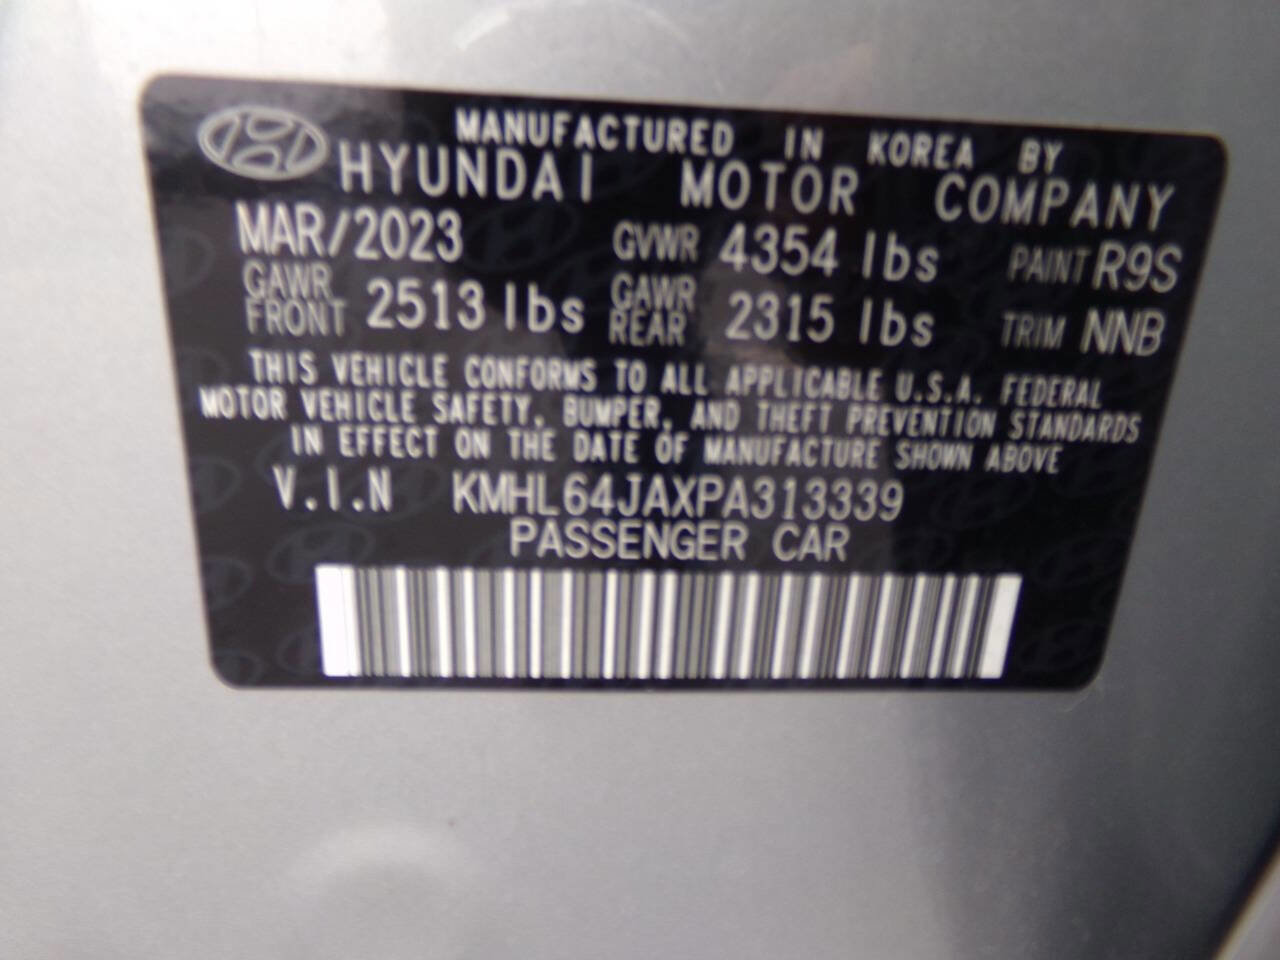 MANUFACTURED IN KOREA BY
HYUNDAI MOTOR COMPANY
MAR/2023 GVWR 4354 lbs PAINT R9S
GAWR FRONT 2513 lbs GAWR REAR 2315 lbs TRIM NNB
THIS VEHICLE CONFORMS TO ALL APPLICABLE U.S.A. FEDERAL
MOTOR VEHICLE SAFETY, BUMPER, AND THEFT PREVENTION STANDARDS
IN EFFECT ON THE DATE OF MANUFACTURE SHOWN ABOVE
V.I.N KMHL64JAXPA313339
PASSENGER CAR